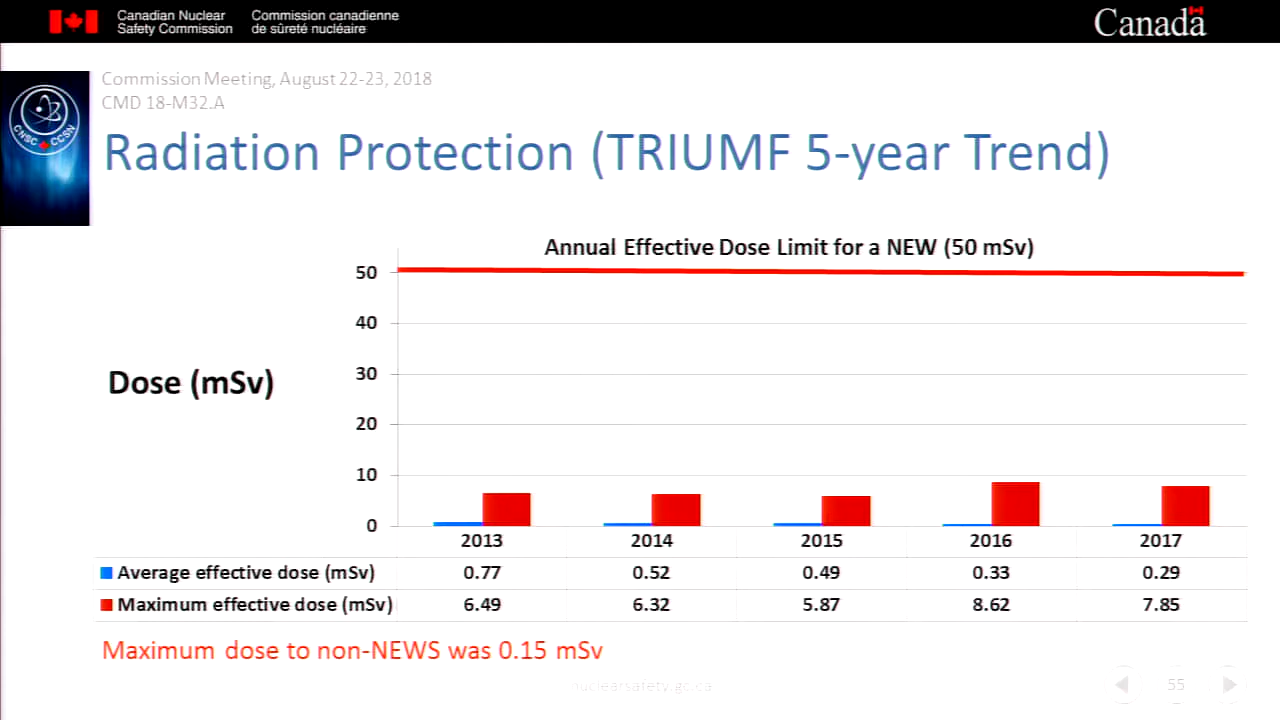 Canadian Nuclear Safety Commission
Commission canadienne de sûreté nucléaire
Canada
Commission Meeting, August 22-23, 2018
CMD 18-M32.A
CNSC CCSN
Radiation Protection (TRIUMF 5-year Trend)
Annual Effective Dose Limit for a NEW (50 mSv)
Dose (mSv)
50
40
30
20
10
0
2013 2014 2015 2016 2017
Average effective dose (mSv) 0.77 0.52 0.49 0.33 0.29
Maximum effective dose (mSv) 6.49 6.32 5.87 8.62 7.85
Maximum dose to non-NEWS was 0.15 mSv
nuclearsafety.gc.ca
55